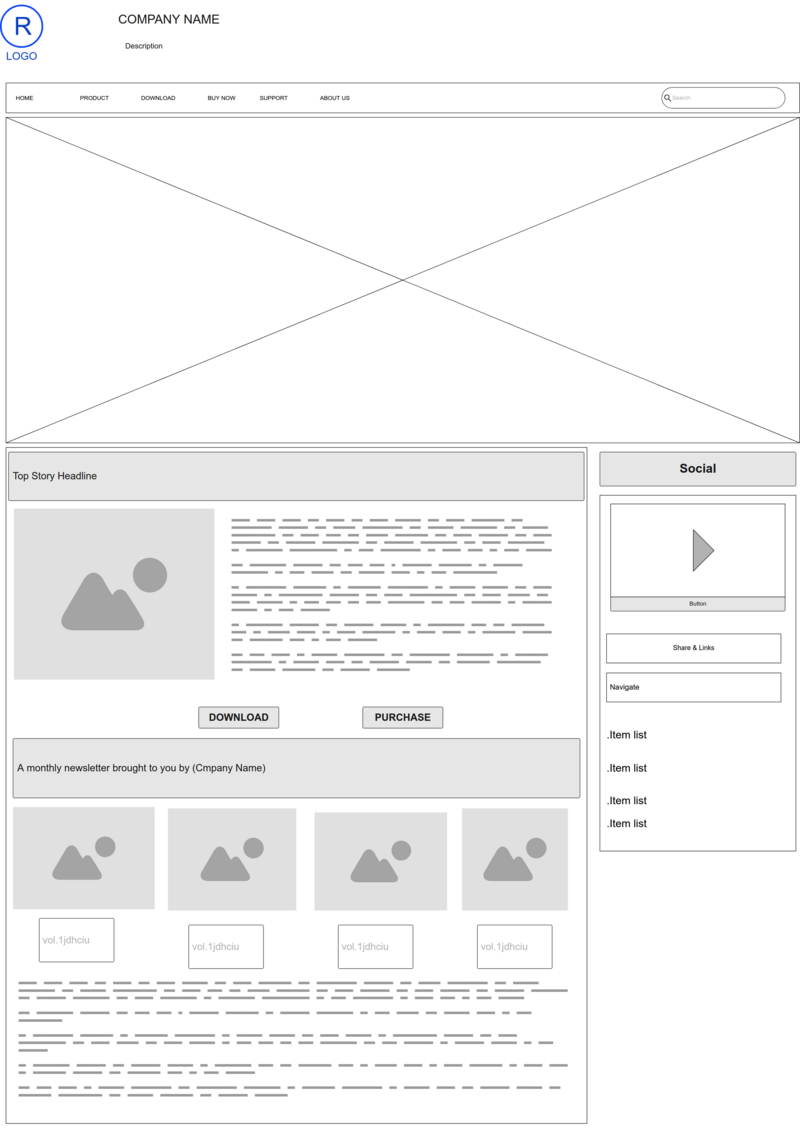 R
LOGO
COMPANY NAME
Description
HOME PRODUCT DOWNLOAD BUY NOW SUPPORT ABOUT US Search
Top Story Headline
DOWNLOAD PURCHASE
A monthly newsletter brought to you by (Cmpany Name)
vol.1jdhciu vol.1jdhciu vol.1jdhciu vol.1jdhciu
Social
Button
Share & Links
Navigate
.Item list
.Item list
.Item list
.Item list